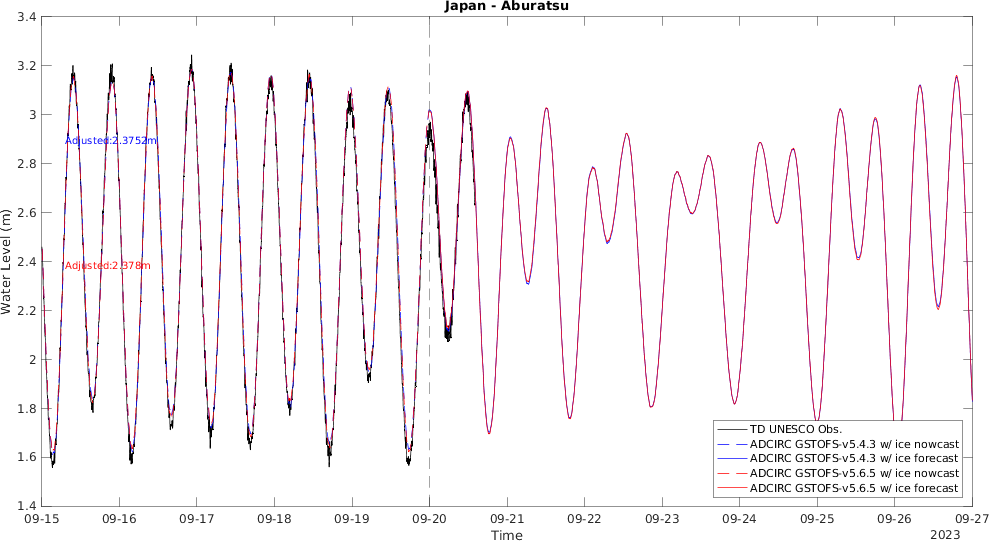 Japan - Aburatsu
3.4
3.2
3
2.8
2.6
2.4
2.2
2
1.8
1.6
1.4
Water Level (m)
Adjusted:2.3752m
Adjusted:2.378m
TD UNESCO Obs.
ADCIRC GSTOFS-v5.4.3 w/ ice nowcast
ADCIRC GSTOFS-v5.4.3 w/ ice forecast
ADCIRC GSTOFS-v5.6.5 w/ ice nowcast
ADCIRC GSTOFS-v5.6.5 w/ ice forecast
09-15 09-16 09-17 09-18 09-19 09-20 09-21 09-22 09-23 09-24 09-25 09-26 09-27
Time
2023